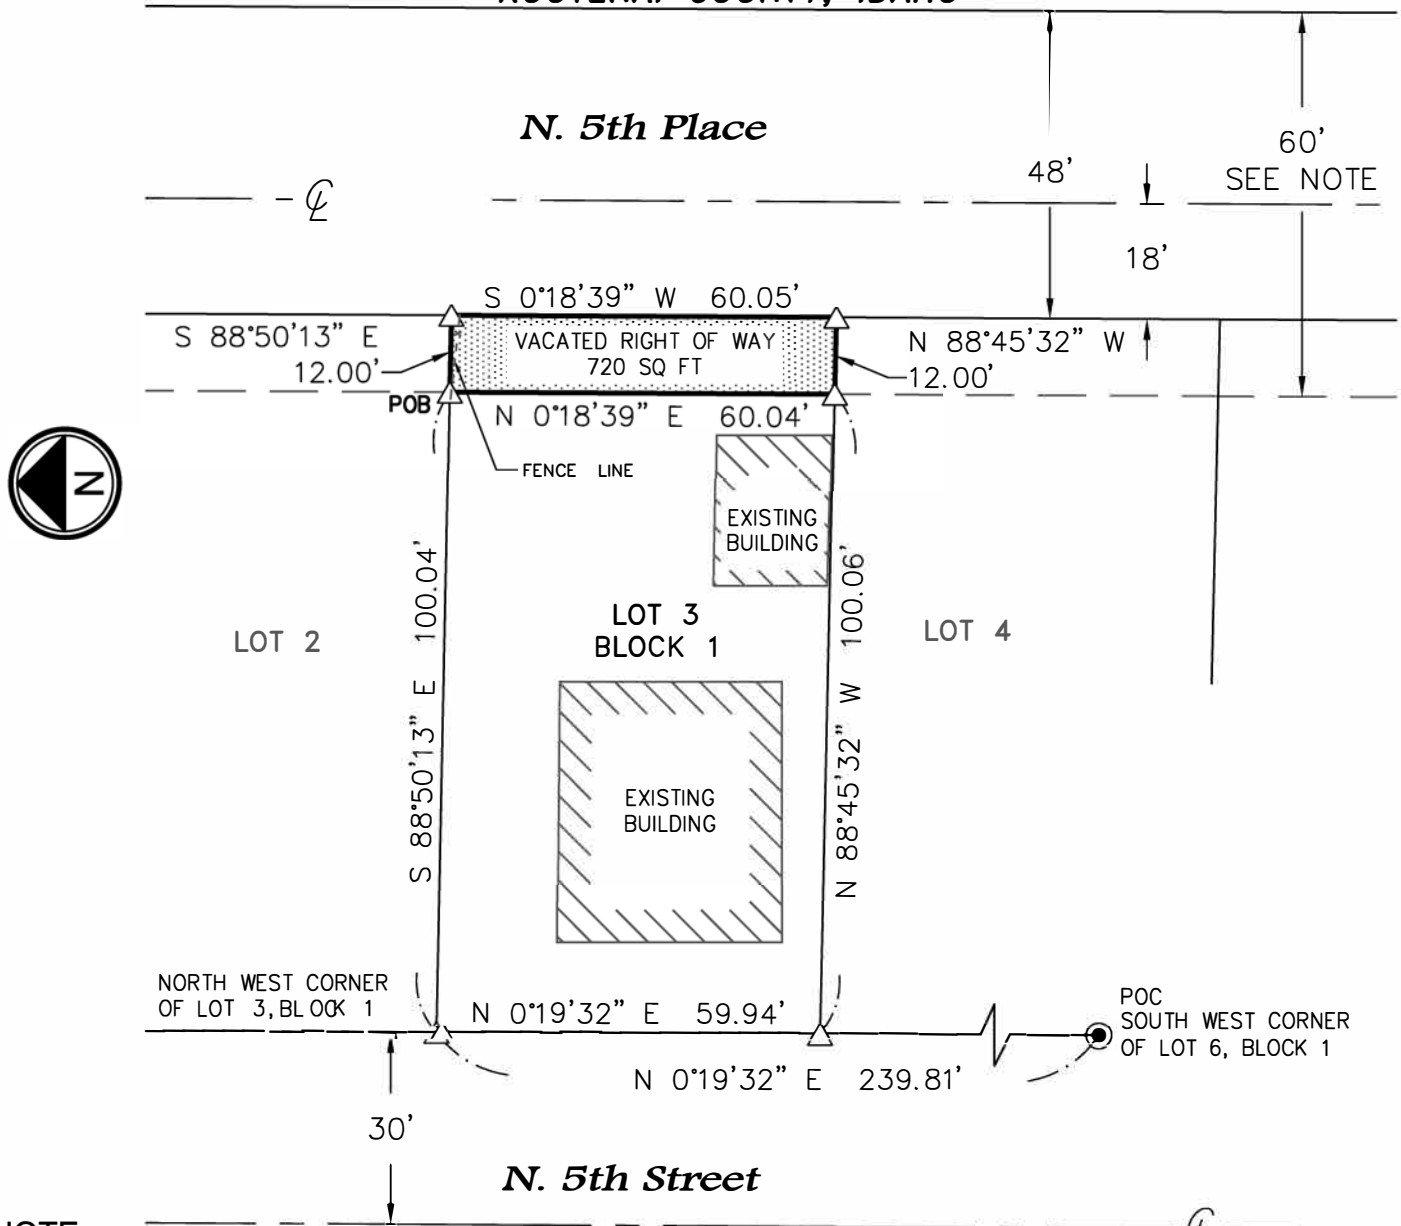 N. 5th Place
48'
60'
SEE NOTE
℄
18'
S 0°18'39" W 60.05'
S 88°50'13" E
12.00'
VACATED RIGHT OF WAY
720 SQ FT
N 88°45'32" W
12.00'
POB
N 0°18'39" E 60.04'
FENCE LINE
N
EXISTING
BUILDING
S 88°50'13" E 100.04'
N 88°45'32" W 100.06'
LOT 2
LOT 3
BLOCK 1
LOT 4
EXISTING
BUILDING
NORTH WEST CORNER
OF LOT 3, BLOCK 1
N 0°19'32" E 59.94'
POC
SOUTH WEST CORNER
OF LOT 6, BLOCK 1
N 0°19'32" E 239.81'
30'
N. 5th Street